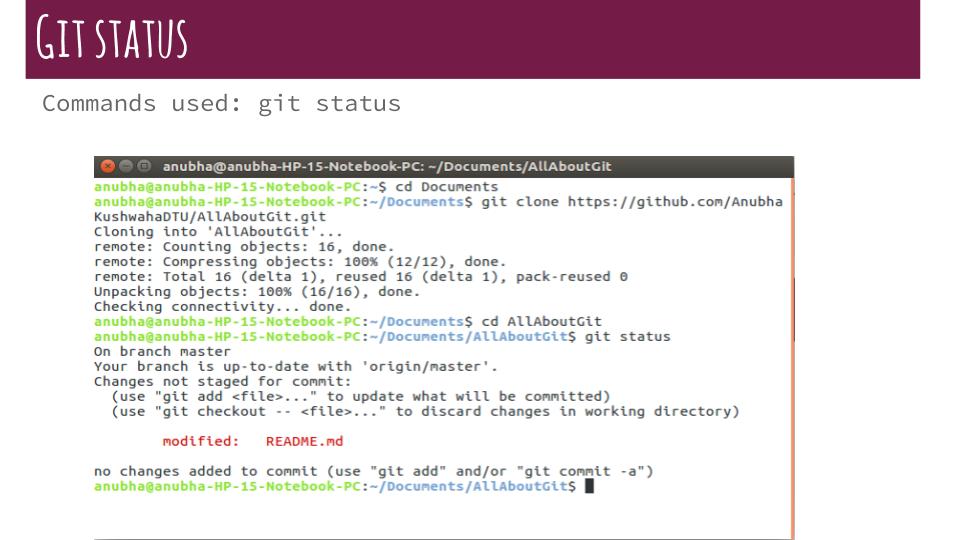 Git status
Commands used: git status
anubha@anubha-HP-15-Notebook-PC: ~/Documents/AllAboutGit
anubha@anubha-HP-15-Notebook-PC:~$ cd Documents
anubha@anubha-HP-15-Notebook-PC:~/Documents$ git clone https://github.com/Anubha
KushwahaDTU/AllAboutGit.git
Cloning into 'AllAboutGit'...
remote: Counting objects: 16, done.
remote: Compressing objects: 100% (12/12), done.
remote: Total 16 (delta 1), reused 16 (delta 1), pack-reused 0
Unpacking objects: 100% (16/16), done.
Checking connectivity... done.
anubha@anubha-HP-15-Notebook-PC:~/Documents$ cd AllAboutGit
anubha@anubha-HP-15-Notebook-PC:~/Documents/AllAboutGit$ git status
On branch master
Your branch is up-to-date with 'origin/master'.
Changes not staged for commit:
  (use "git add <file>..." to update what will be committed)
  (use "git checkout -- <file>..." to discard changes in working directory)
        modified:   README.md
no changes added to commit (use "git add" and/or "git commit -a")
anubha@anubha-HP-15-Notebook-PC:~/Documents/AllAboutGit$